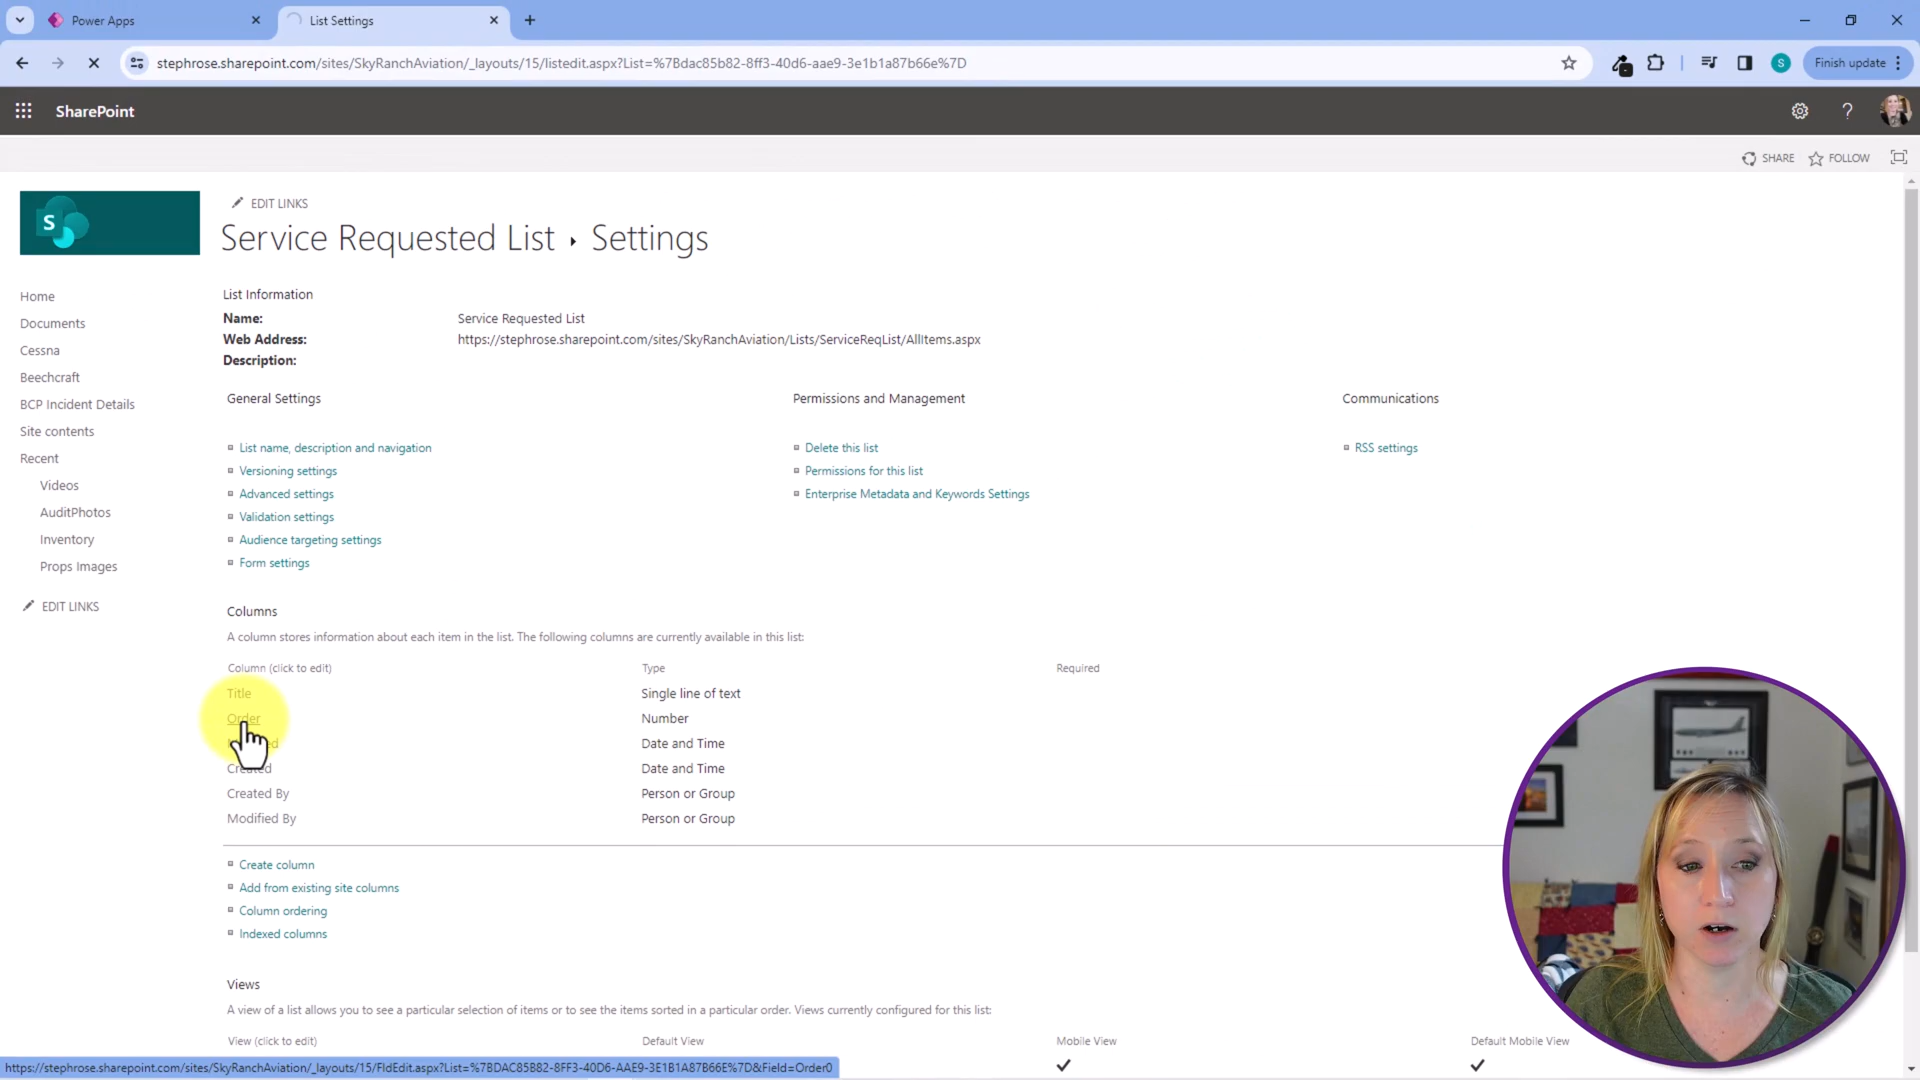 Power Apps
List Settings
stephrose.sharepoint.com/sites/SkyRanchAviation/_layouts/15/listedit.aspx?List=%7Bdac85b82-8ff3-40d6-aae9-3e1b1a87b66e%7D
S
Finish update
SharePoint
?
SHARE
FOLLOW
S
EDIT LINKS
Service Requested List ▸ Settings
Home
Documents
Cessna
Beechcraft
BCP Incident Details
Site contents
Recent
Videos
AuditPhotos
Inventory
Props Images
EDIT LINKS
List Information
Name: Service Requested List
Web Address: https://stephrose.sharepoint.com/sites/SkyRanchAviation/Lists/ServiceReqList/AllItems.aspx
Description:
General Settings Permissions and Management Communications
List name, description and navigation Delete this list RSS settings
Versioning settings Permissions for this list
Advanced settings Enterprise Metadata and Keywords Settings
Validation settings
Audience targeting settings
Form settings
Columns
A column stores information about each item in the list. The following columns are currently available in this list:
Column (click to edit) Type Required
Title Single line of text
Order Number
Date and Time
Created Date and Time
Created By Person or Group
Modified By Person or Group
Create column
Add from existing site columns
Column ordering
Indexed columns
Views
A view of a list allows you to see a particular selection of items or to see the items sorted in a particular order. Views currently configured for this list:
View (click to edit) Default View Mobile View Default Mobile View
https://stephrose.sharepoint.com/sites/SkyRanchAviation/_layouts/15/FldEdit.aspx?List=%7BDAC85B82-8FF3-40D6-AAE9-3E1B1A87B66E%7D&Field=Order0